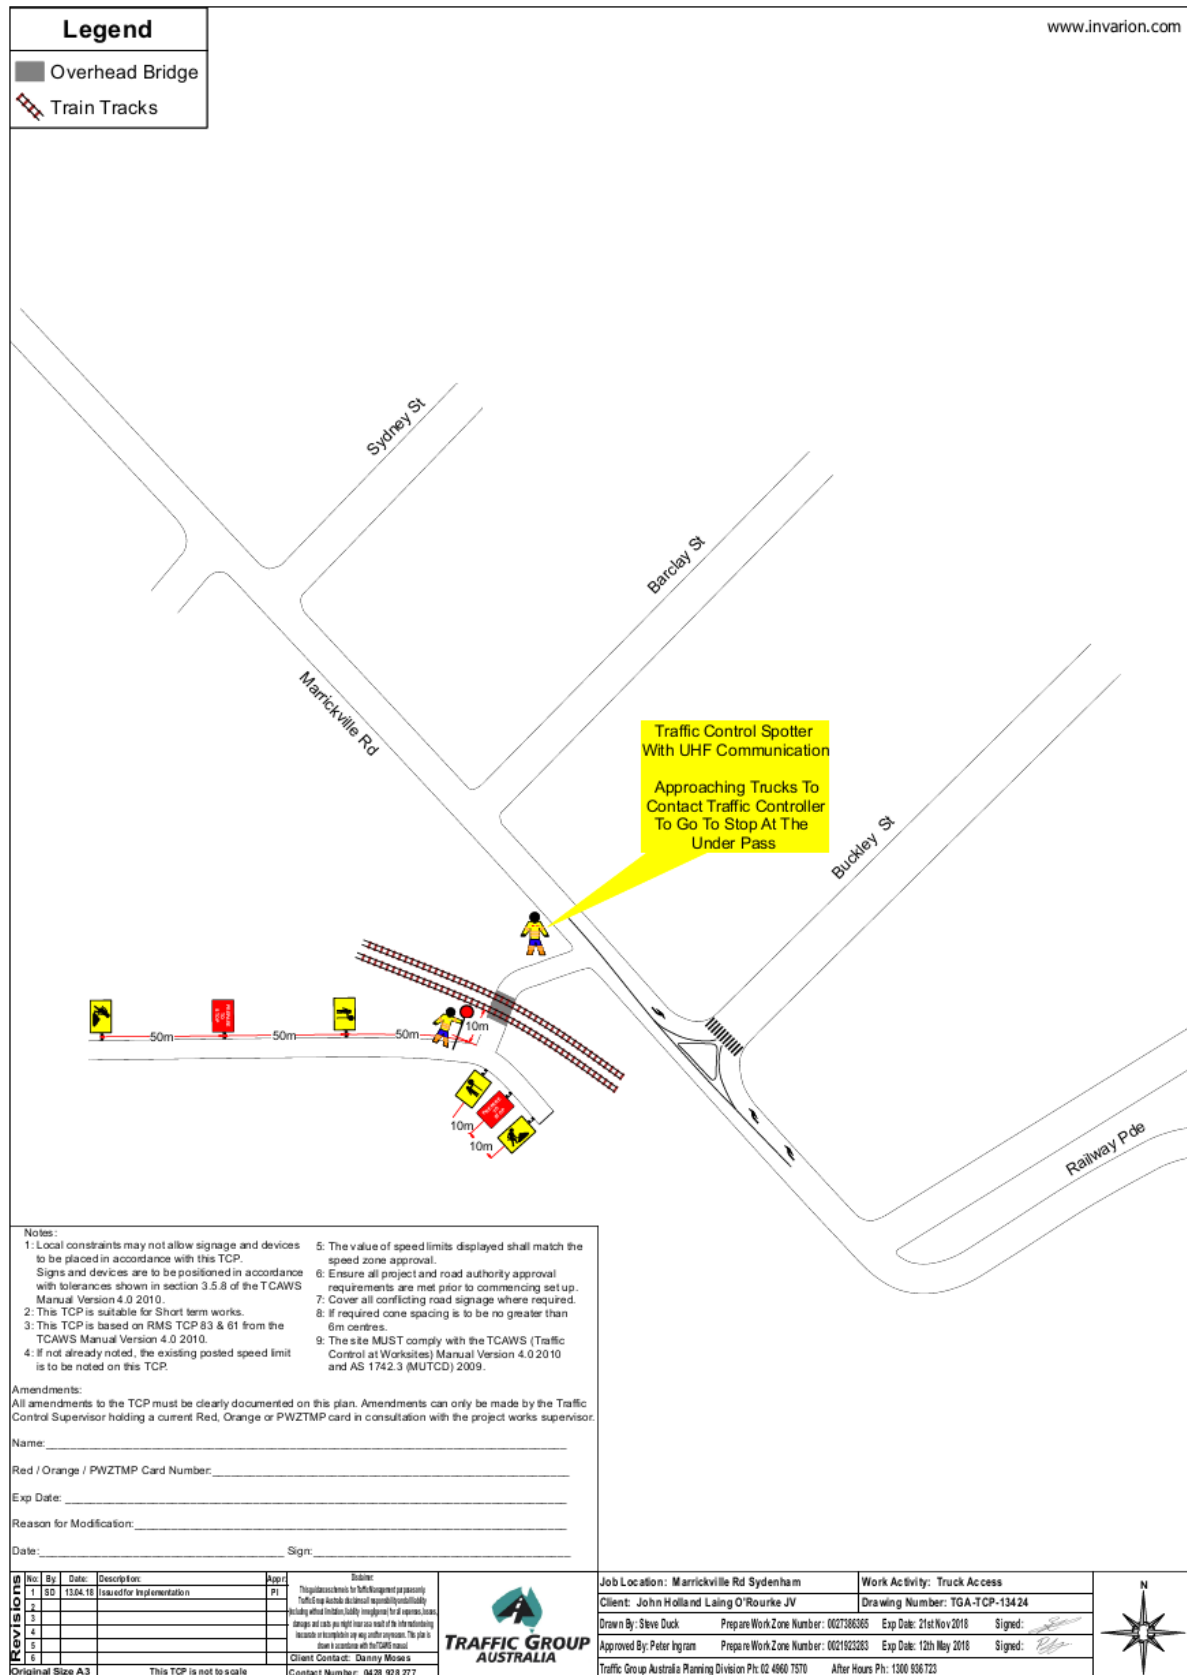 Legend
Overhead Bridge
Train Tracks
www.invarion.com
Sydney St
Barclay St
Marrickville Rd
Traffic Control Spotter
With UHF Communication
Approaching Trucks To
Contact Traffic Controller
To Go To Stop At The
Under Pass
Buckley St
50m
50m
50m
10m
10m
10m
Railway Pde
Notes:
1: Local constraints may not allow signage and devices
to be placed in accordance with this TCP.
Signs and devices are to be positioned in accordance
with tolerances shown in section 3.5.8 of the TCAWS
Manual Version 4.0 2010.
2: This TCP is suitable for Short term works.
3: This TCP is based on RMS TCP 83 & 61 from the
TCAWS Manual Version 4.0 2010.
4: If not already noted, the existing posted speed limit
is to be noted on this TCP.
5: The value of speed limits displayed shall match the
speed zone approval.
6: Ensure all project and road authority approval
requirements are met prior to commencing set up.
7: Cover all conflicting road signage where required.
8: If required cone spacing is to be no greater than
6m centres.
9: The site MUST comply with the TCAWS (Traffic
Control at Worksites) Manual Version 4.0 2010
and AS 1742.3 (MUTCD) 2009.
Amendments:
All amendments to the TCP must be clearly documented on this plan. Amendments can only be made by the Traffic
Control Supervisor holding a current Red, Orange or PWZTMP card in consultation with the project works supervisor.
Name:
Red / Orange / PWZTMP Card Number:
Exp Date:
Reason for Modification:
Date: Sign:
Revisions
No: By: Date: Description: Appr:
1 SD 13.04.18 Issued for Implementation PI
2
3
4
5
6
Original Size A3 This TCP is not to scale
Disclaimer:
Client Contact: Danny Moses
Contact Number: 0428 928 277
TRAFFIC GROUP
AUSTRALIA
Job Location: Marrickville Rd Sydenham Work Activity: Truck Access
Client: John Holland Laing O'Rourke JV Drawing Number: TGA-TCP-13424
Drawn By: Steve Duck Prepare Work Zone Number: 0027386365 Exp Date: 21st Nov 2018 Signed:
Approved By: Peter Ingram Prepare Work Zone Number: 0021923283 Exp Date: 12th May 2018 Signed:
Traffic Group Australia Planning Division Ph: 02 4960 7570 After Hours Ph: 1300 936 723
N